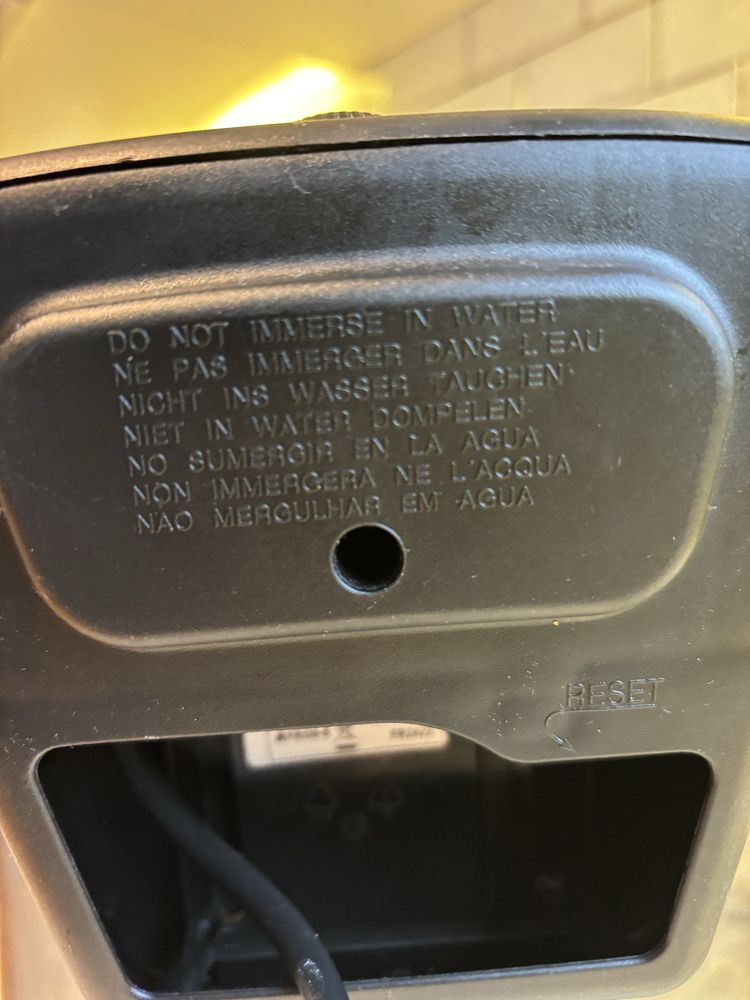 DO NOT IMMERSE IN WATER
NE PAS IMMERGER DANS L'EAU
NICHT INS WASSER TAUCHEN
NIET IN WATER DOMPELEN
NO SUMERGIR EN LA AGUA
NON IMMERGERA NE L'ACQUA
NÃO MERGULHAR EM AGUA
RESET